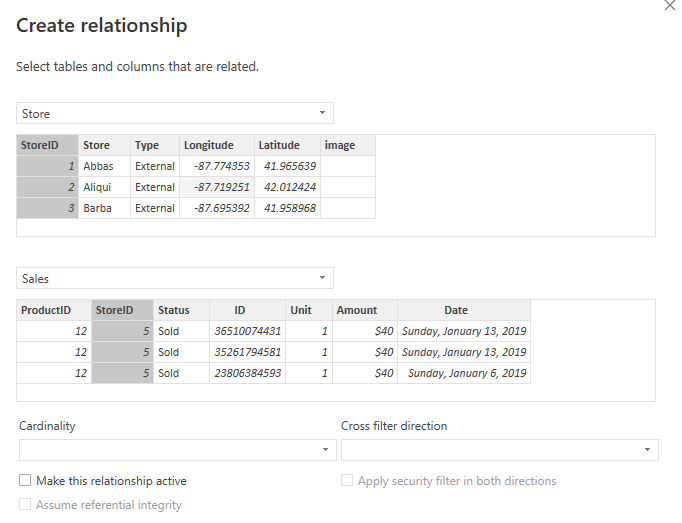 Create relationship
Select tables and columns that are related.
Store
StoreID Store Type Longitude Latitude image
1 Abbas External -87.774353 41.965639
2 Aliqui External -87.719251 42.012424
3 Barba External -87.695392 41.958968
Sales
ProductID StoreID Status ID Unit Amount Date
12 5 Sold 36510074431 1 $40 Sunday, January 13, 2019
12 5 Sold 35261794581 1 $40 Sunday, January 13, 2019
12 5 Sold 23806384593 1 $40 Sunday, January 6, 2019
Cardinality Cross filter direction
Make this relationship active Apply security filter in both directions
Assume referential integrity